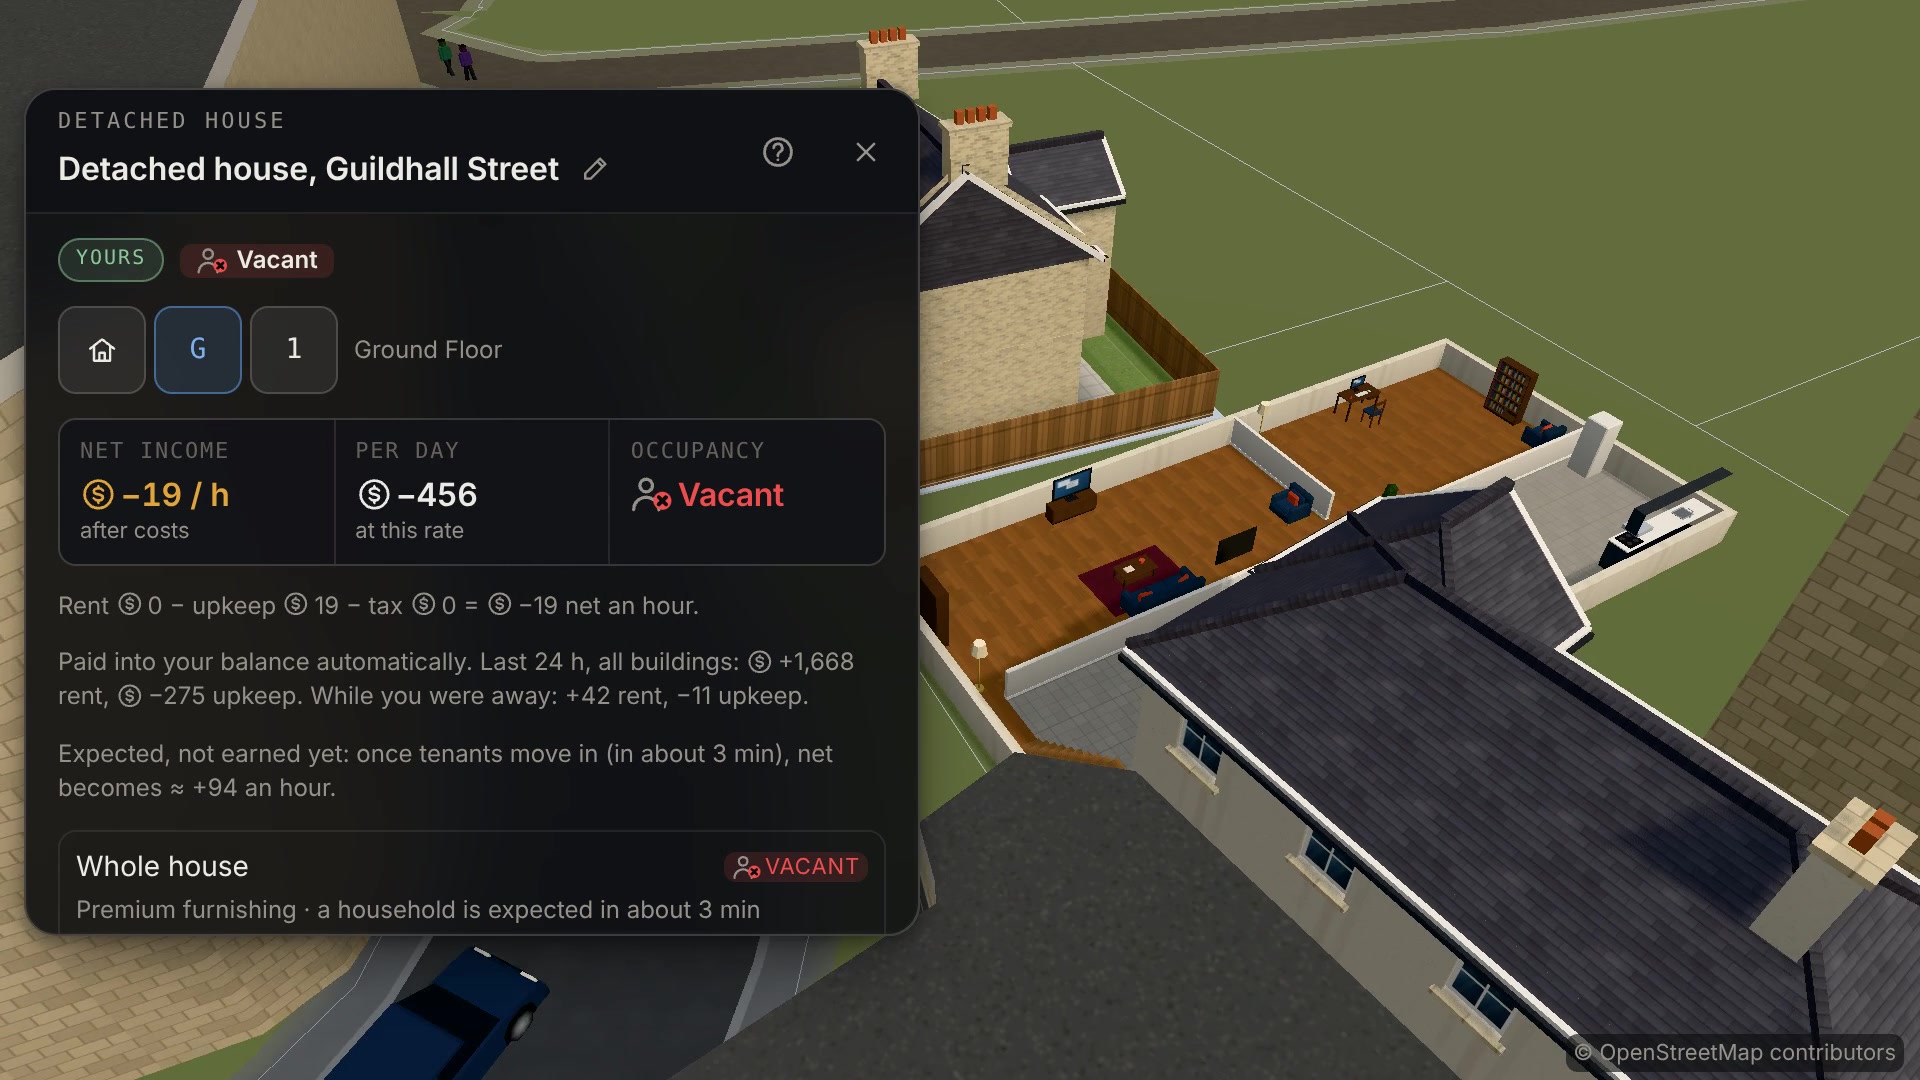 DETACHED HOUSE
Detached house, Guildhall Street
YOURS
Vacant
G
1
Ground Floor
NET INCOME
−19 / h
after costs
PER DAY
−456
at this rate
OCCUPANCY
Vacant
Rent $ 0 − upkeep $ 19 − tax $ 0 = $ −19 net an hour.
Paid into your balance automatically. Last 24 h, all buildings: $ +1,668
rent, $ −275 upkeep. While you were away: +42 rent, −11 upkeep.
Expected, not earned yet: once tenants move in (in about 3 min), net
becomes ≈ +94 an hour.
Whole house
VACANT
Premium furnishing · a household is expected in about 3 min
© OpenStreetMap contributors